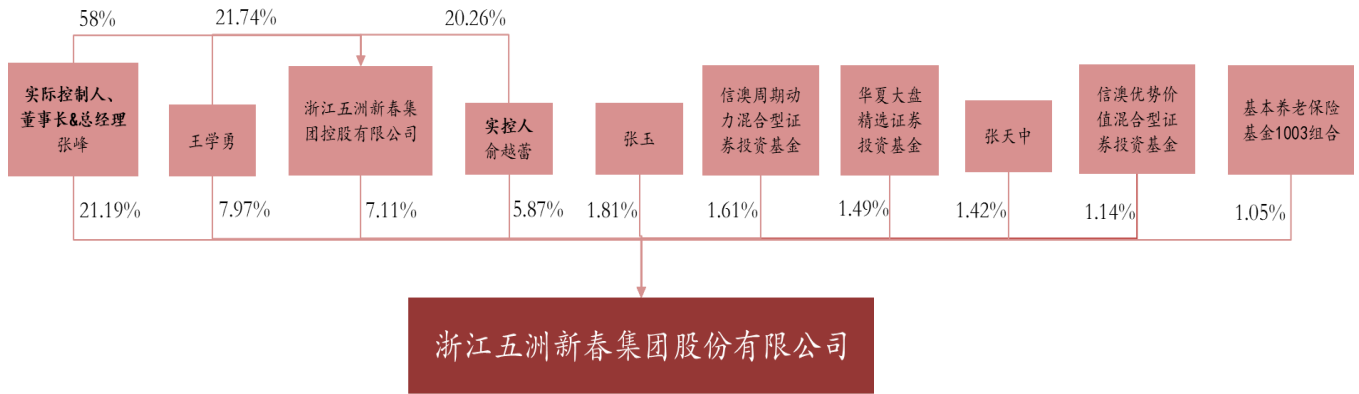 58%
21.74%
20.26%
实际控制人、
董事长&总经理
张峰
王学勇
浙江五洲新春集
团控股有限公司
实控人
俞越蕾
张玉
信澳周期动
力混合型证
券投资基金
华夏大盘
精选证券
投资基金
张天中
信澳优势价
值混合型证
券投资基金
基本养老保险
基金1003组合
21.19%
7.97%
7.11%
5.87%
1.81%
1.61%
1.49%
1.42%
1.14%
1.05%
浙江五洲新春集团股份有限公司